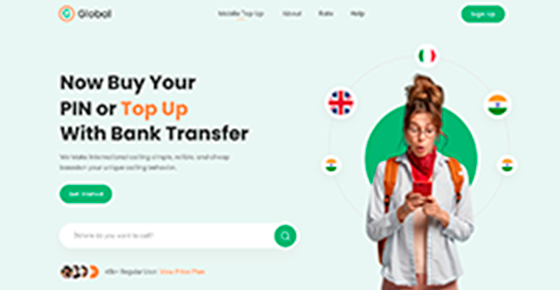 Global
Mobile Top Up
About
Rate
Help
Sign Up
Now Buy Your
PIN or Top Up
With Bank Transfer
We Make international calling simple, reliable, and cheap
based on your unique calling behavior.
Get Started
Where do you want to call?
Regular User View Price Plan